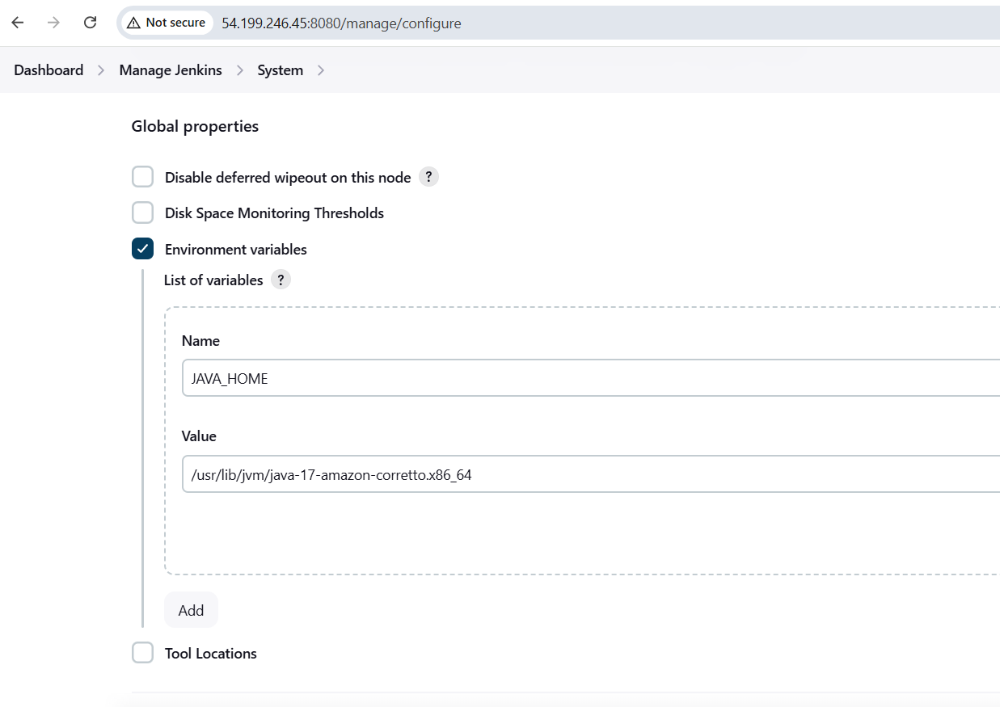 Not secure 54.199.246.45:8080/manage/configure
Dashboard > Manage Jenkins > System >
Global properties
Disable deferred wipeout on this node ?
Disk Space Monitoring Thresholds
Environment variables
List of variables ?
Name
JAVA_HOME
Value
/usr/lib/jvm/java-17-amazon-corretto.x86_64
Add
Tool Locations